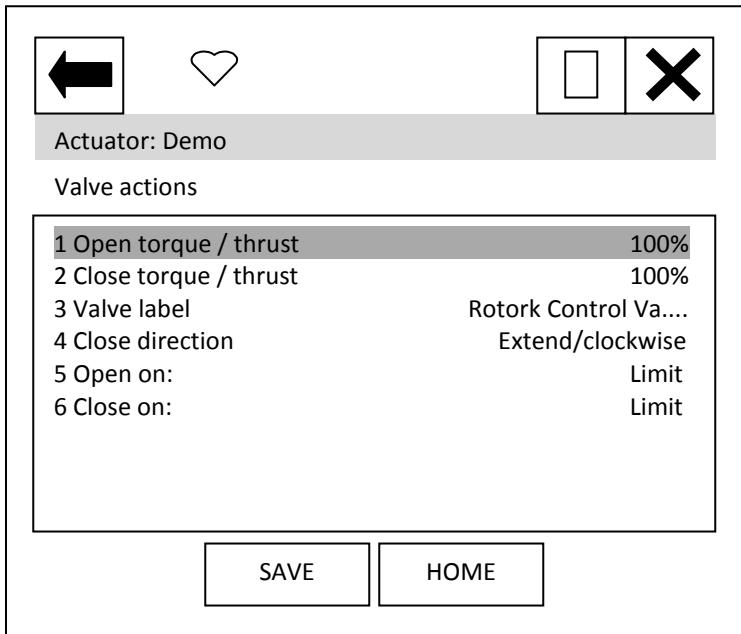 Actuator: Demo
Valve actions
1 Open torque / thrust 100%
2 Close torque / thrust 100%
3 Valve label Rotork Control Va....
4 Close direction Extend/clockwise
5 Open on: Limit
6 Close on: Limit
SAVE HOME